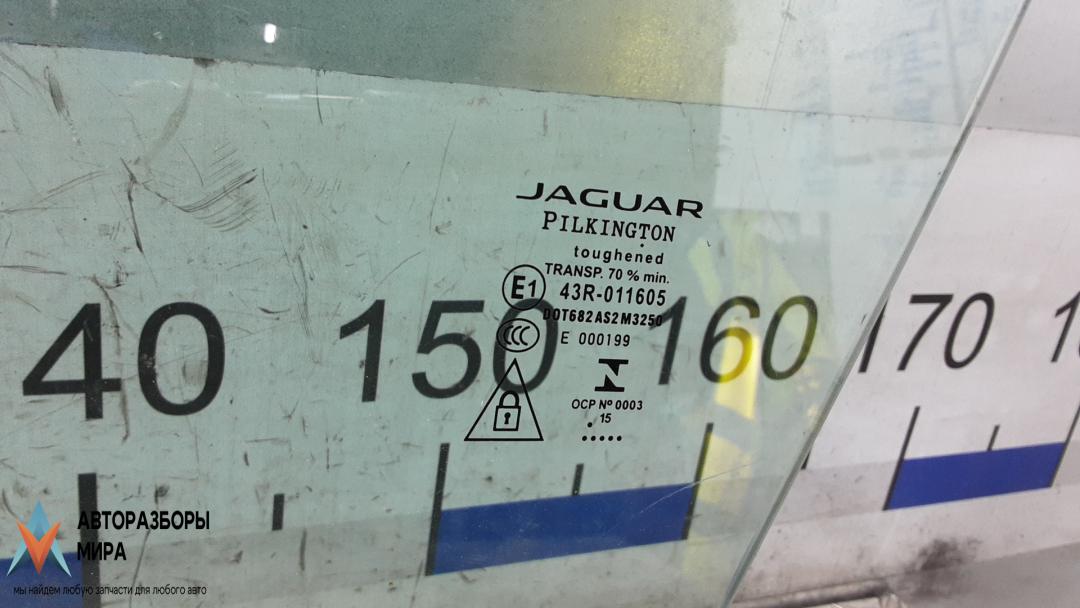 JAGUAR
PILKINGTON
toughened
TRANSP. 70 % min.
E1 43R-011605
DOT682 AS2 M3250
CCC E 000199
OCP Nº 0003
15
40 150 160 170
АВТОРАЗБОРЫ
МИРА
мы найдем любую запчасти для любого авто